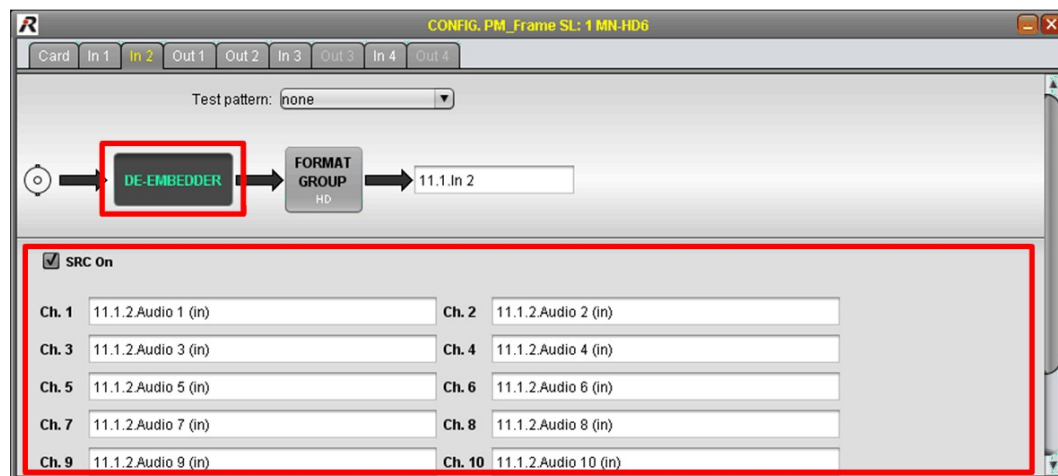 R
CONFIG. PM_Frame SL: 1 MN-HD6
Card In 1 In 2 Out 1 Out 2 In 3 Out 3 In 4 Out 4
Test pattern: none
DE-EMBEDDER FORMAT GROUP HD 11.1.In 2
SRC On
Ch. 1 11.1.2.Audio 1 (in) Ch. 2 11.1.2.Audio 2 (in)
Ch. 3 11.1.2.Audio 3 (in) Ch. 4 11.1.2.Audio 4 (in)
Ch. 5 11.1.2.Audio 5 (in) Ch. 6 11.1.2.Audio 6 (in)
Ch. 7 11.1.2.Audio 7 (in) Ch. 8 11.1.2.Audio 8 (in)
Ch. 9 11.1.2.Audio 9 (in) Ch. 10 11.1.2.Audio 10 (in)